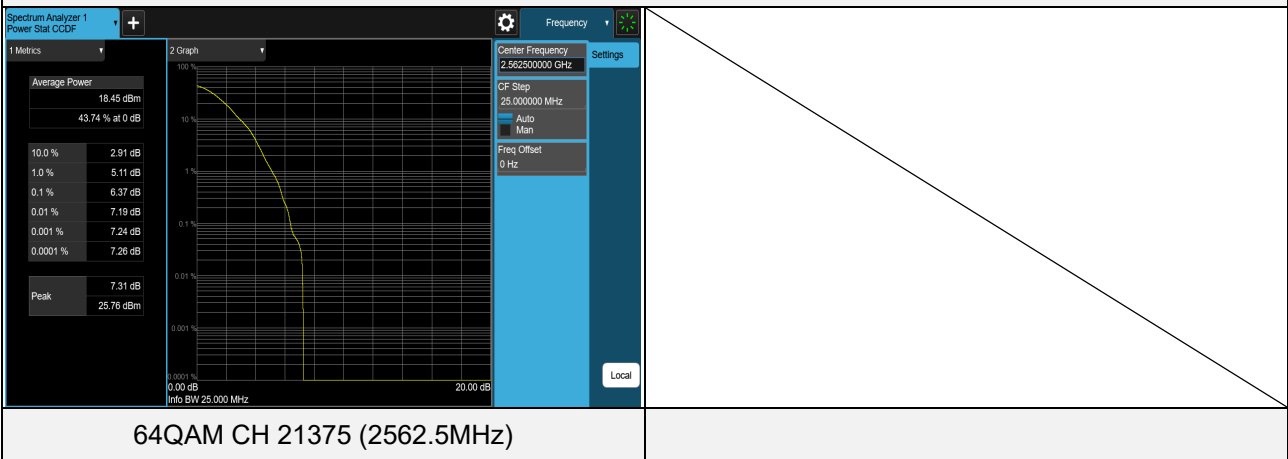 Spectrum Analyzer 1
Power Stat CCDF
+
Frequency
1 Metrics
2 Graph
Center Frequency
2.562500000 GHz
Settings
CF Step
25.000000 MHz
Auto
Man
Freq Offset
0 Hz
Average Power
18.45 dBm
43.74 % at 0 dB
10.0 % 2.91 dB
1.0 % 5.11 dB
0.1 % 6.37 dB
0.01 % 7.19 dB
0.001 % 7.24 dB
0.0001 % 7.26 dB
Peak
7.31 dB
25.76 dBm
100 %
10 %
1 %
0.1 %
0.01 %
0.001 %
0.0001 %
0.00 dB 20.00 dB
Info BW 25.000 MHz
Local
64QAM CH 21375 (2562.5MHz)